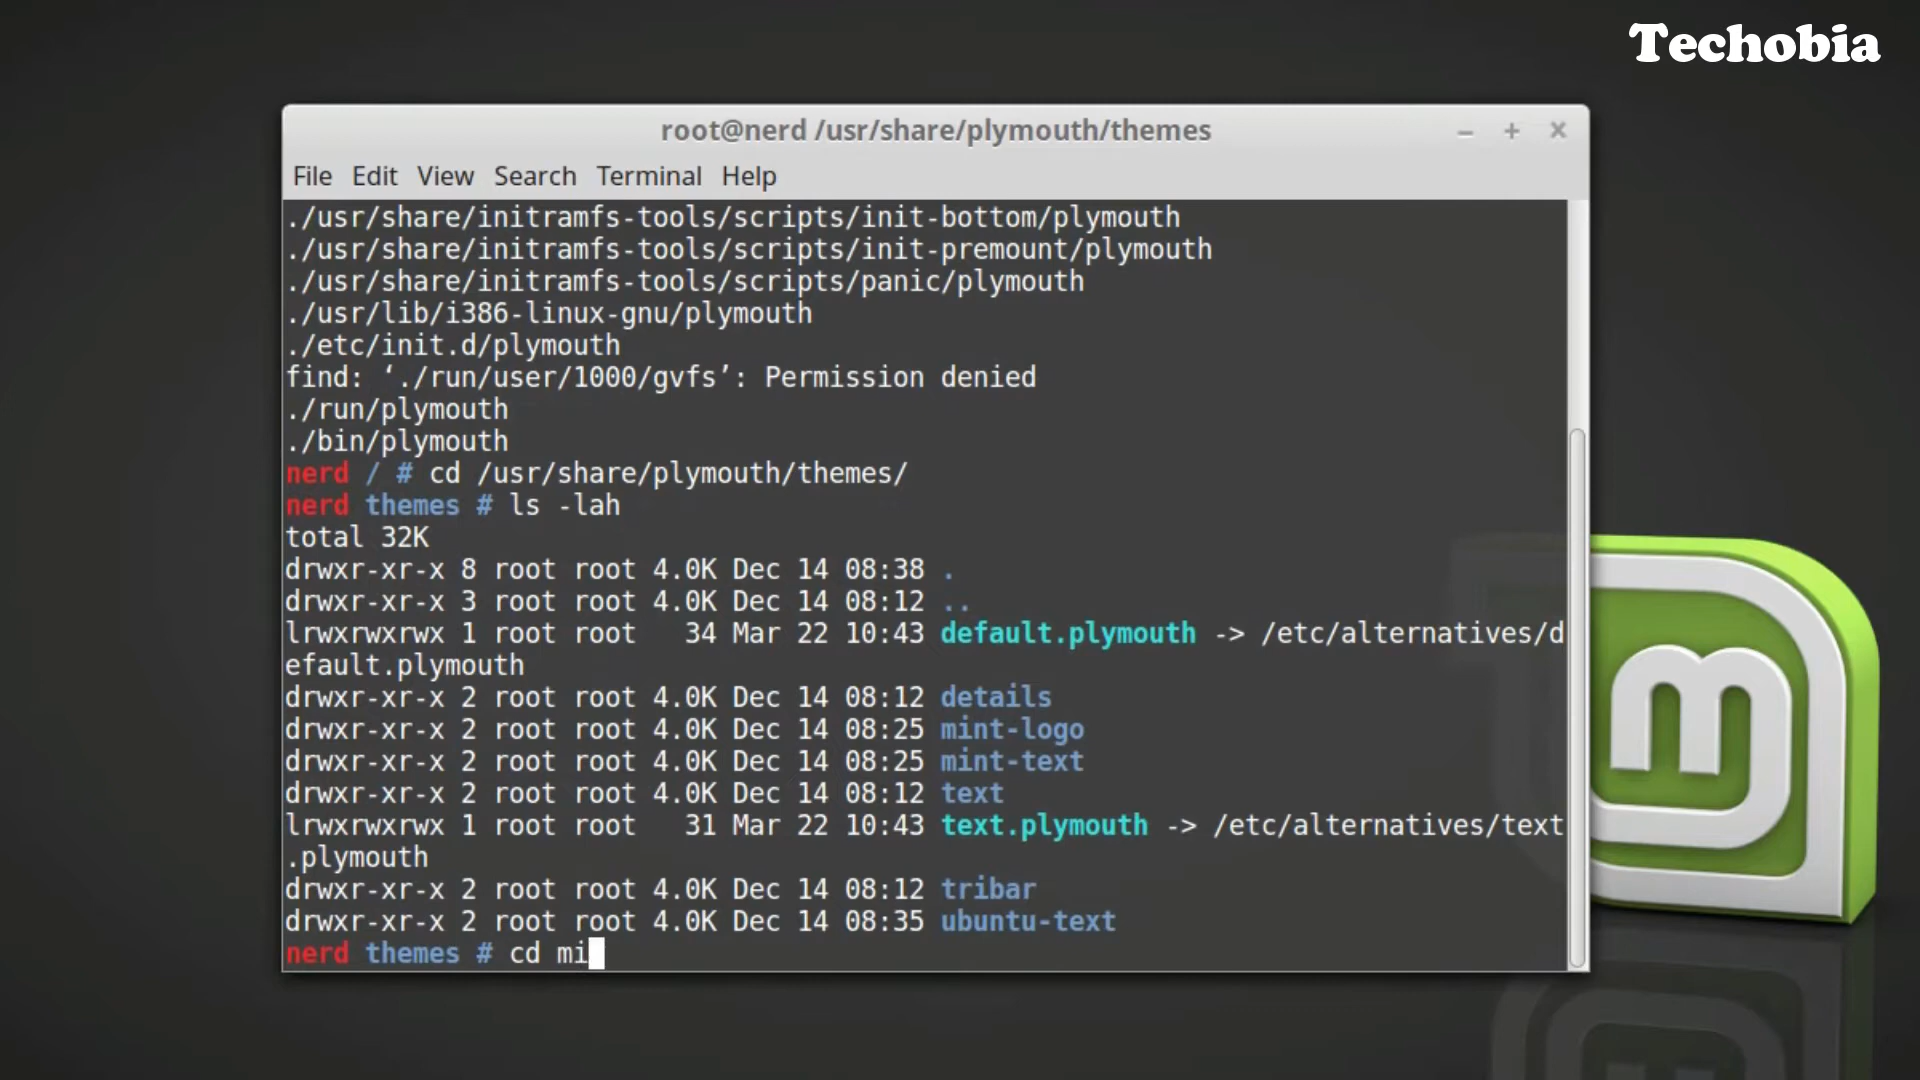 Techobia
root@nerd /usr/share/plymouth/themes
File Edit View Search Terminal Help
./usr/share/initramfs-tools/scripts/init-bottom/plymouth
./usr/share/initramfs-tools/scripts/init-premount/plymouth
./usr/share/initramfs-tools/scripts/panic/plymouth
./usr/lib/i386-linux-gnu/plymouth
./etc/init.d/plymouth
find: ‘./run/user/1000/gvfs’: Permission denied
./run/plymouth
./bin/plymouth
nerd / # cd /usr/share/plymouth/themes/
nerd themes # ls -lah
total 32K
drwxr-xr-x 8 root root 4.0K Dec 14 08:38 .
drwxr-xr-x 3 root root 4.0K Dec 14 08:12 ..
lrwxrwxrwx 1 root root   34 Mar 22 10:43 default.plymouth -> /etc/alternatives/d
efault.plymouth
drwxr-xr-x 2 root root 4.0K Dec 14 08:12 details
drwxr-xr-x 2 root root 4.0K Dec 14 08:25 mint-logo
drwxr-xr-x 2 root root 4.0K Dec 14 08:25 mint-text
drwxr-xr-x 2 root root 4.0K Dec 14 08:12 text
lrwxrwxrwx 1 root root   31 Mar 22 10:43 text.plymouth -> /etc/alternatives/text
.plymouth
drwxr-xr-x 2 root root 4.0K Dec 14 08:12 tribar
drwxr-xr-x 2 root root 4.0K Dec 14 08:35 ubuntu-text
nerd themes # cd mi